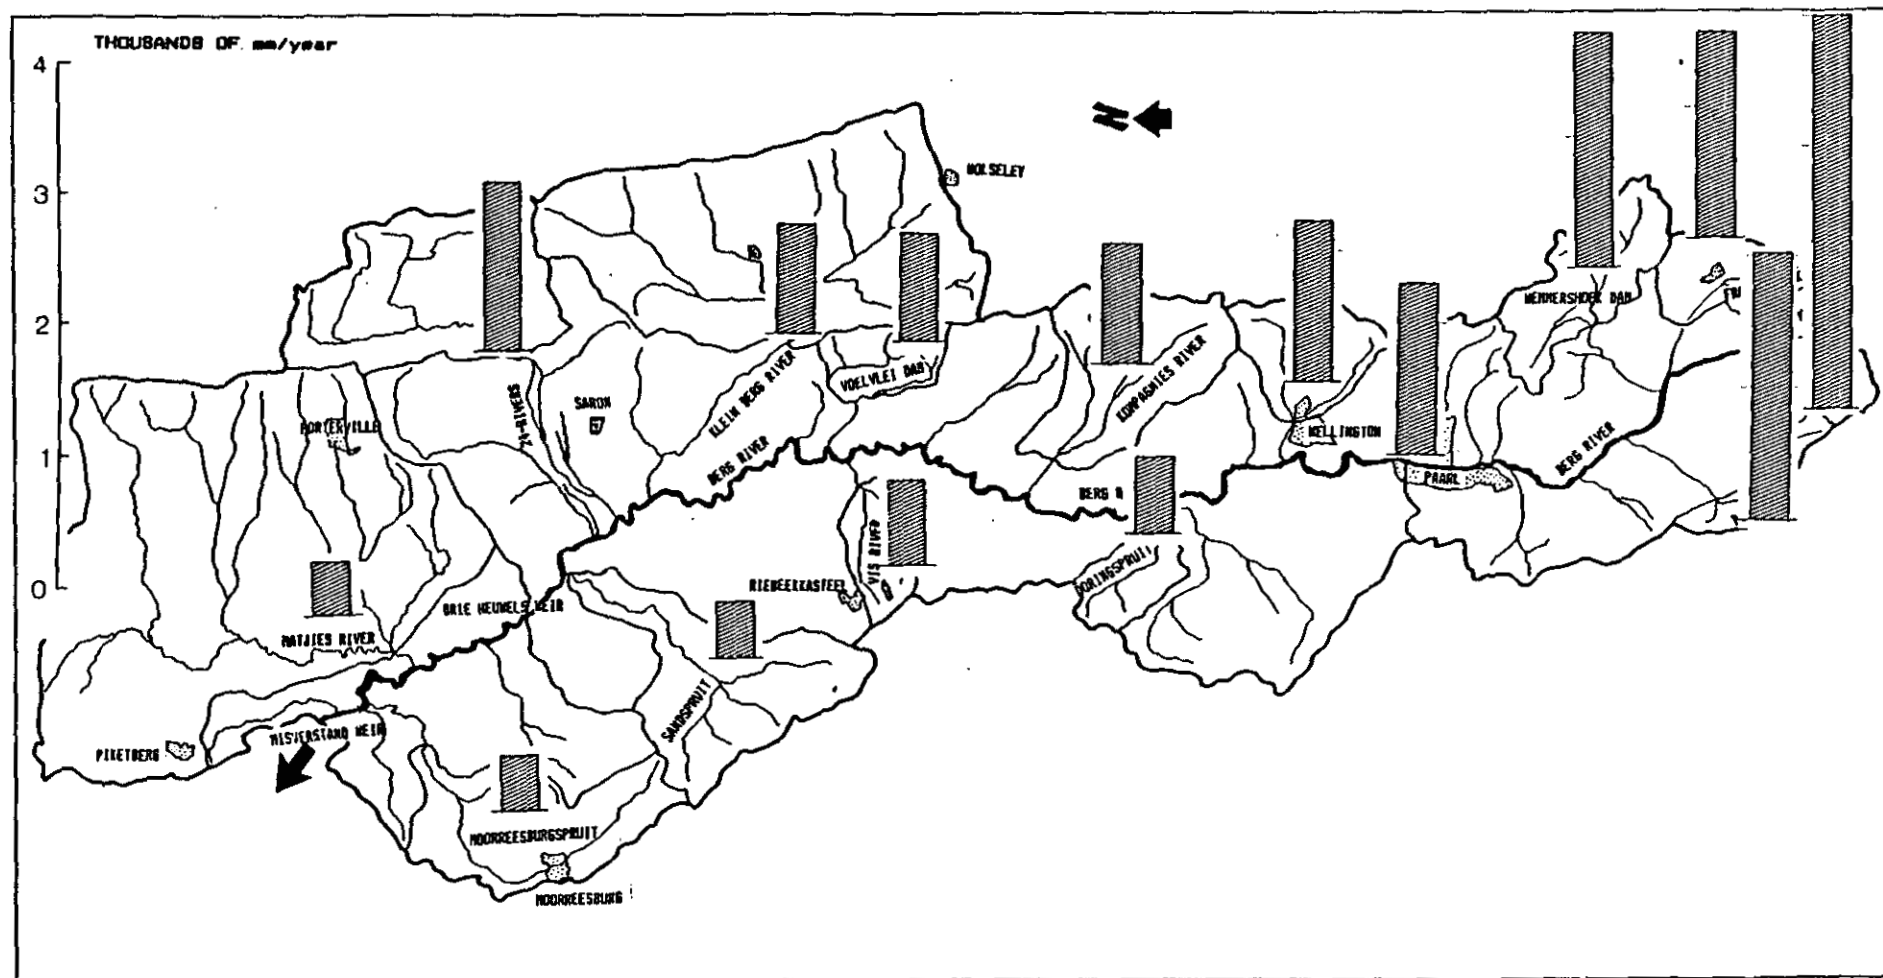 THOUSANDS OF mm/year
4
3
2
1
0
N
WOLSELEY
WEMMERSHOEK DAM
FR
VOELVLEI DAM
KLEIN BERG RIVER
BERG RIVER
KOMPAGNIES RIVER
24-RIVERS
SARON
PORTERVILLE
WELLINGTON
PAARL
BERG RIVER
BERG R
VIS RIVER
RIEBEEKKASTEEL
DORINGSPRUIT
DRIE HEUWELS WEIR
MATJIES RIVER
SANDSPRUIT
MISVERSTAND WEIR
PIKETBERG
MOORREESBURGSPRUIT
MOORREESBURG